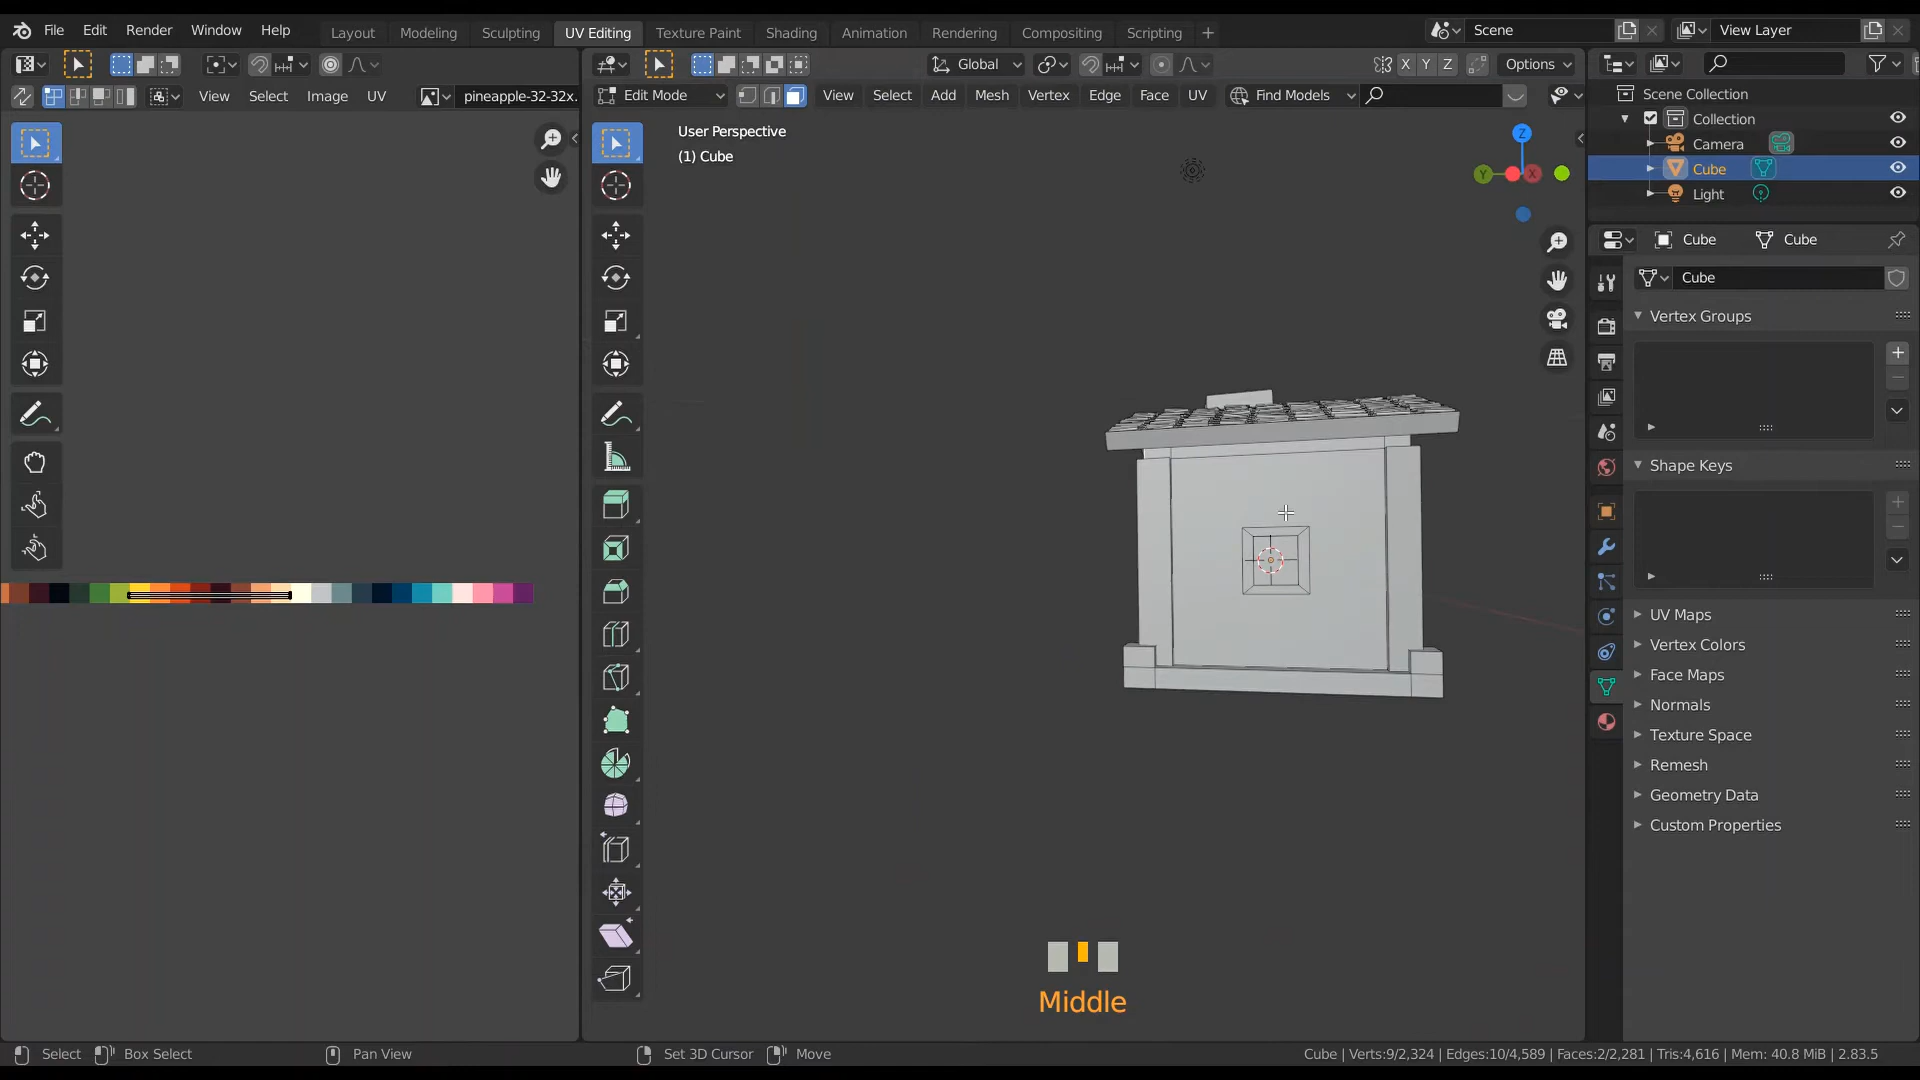 File Edit Render Window Help Layout Modeling Sculpting UV Editing Texture Paint Shading Animation Rendering Compositing Scripting + Scene View Layer
Global X Y Z Options
View Select Image UV pineapple-32-32x. Edit Mode View Select Add Mesh Vertex Edge Face UV Find Models
User Perspective
(1) Cube
Z
Y X
Scene Collection
Collection
Camera
Cube
Light
Cube Cube
Cube
Vertex Groups
Shape Keys
UV Maps
Vertex Colors
Face Maps
Normals
Texture Space
Remesh
Geometry Data
Custom Properties
Middle
Select Box Select Pan View Set 3D Cursor Move Cube | Verts:9/2,324 | Edges:10/4,589 | Faces:2/2,281 | Tris:4,616 | Mem: 40.8 MiB | 2.83.5